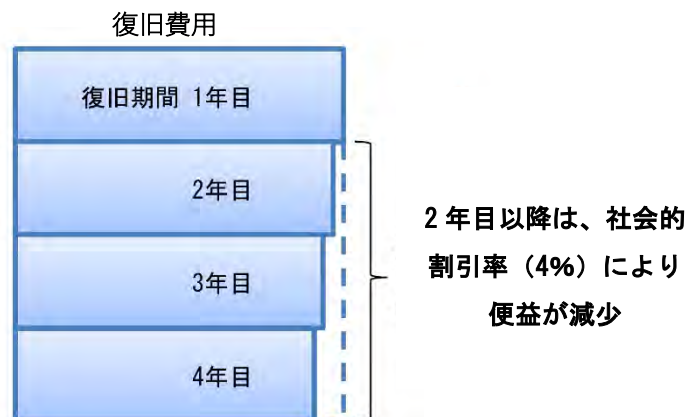 復旧費用
復旧期間 1年目
2年目
3年目
4年目
2年目以降は、社会的
割引率（4%）により
便益が減少